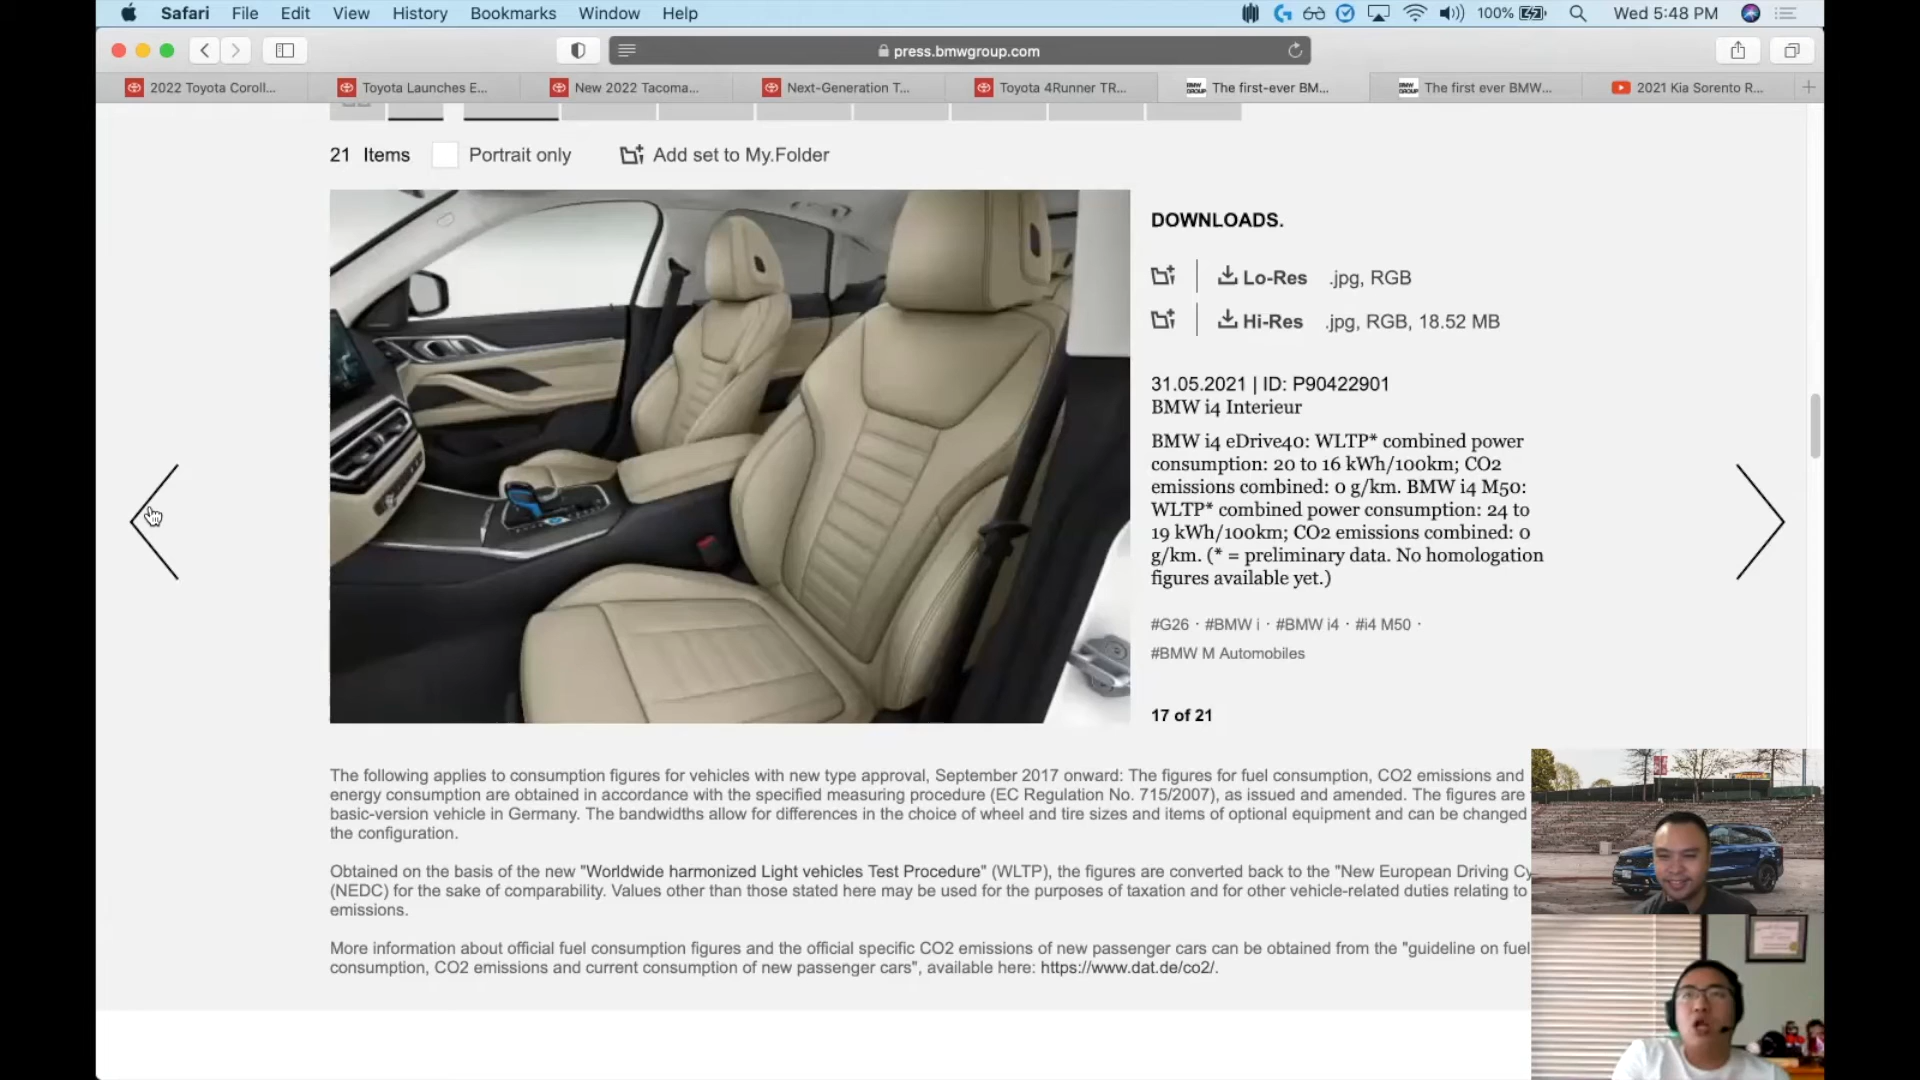 Safari File Edit View History Bookmarks Window Help 100% Wed 5:48 PM
press.bmwgroup.com
2022 Toyota Coroll... Toyota Launches E... New 2022 Tacoma... Next-Generation T... Toyota 4Runner TR... The first-ever BM... The first ever BMW... 2021 Kia Sorento R...
21 Items Portrait only Add set to My.Folder
DOWNLOADS.
Lo-Res .jpg, RGB
Hi-Res .jpg, RGB, 18.52 MB
31.05.2021 | ID: P90422901
BMW i4 Interieur
BMW i4 eDrive40: WLTP* combined power
consumption: 20 to 16 kWh/100km; CO2
emissions combined: 0 g/km. BMW i4 M50:
WLTP* combined power consumption: 24 to
19 kWh/100km; CO2 emissions combined: 0
g/km. (* = preliminary data. No homologation
figures available yet.)
#G26 · #BMW i · #BMW i4 · #i4 M50 ·
#BMW M Automobiles
17 of 21
The following applies to consumption figures for vehicles with new type approval, September 2017 onward: The figures for fuel consumption, CO2 emissions and
energy consumption are obtained in accordance with the specified measuring procedure (EC Regulation No. 715/2007), as issued and amended. The figures are
basic-version vehicle in Germany. The bandwidths allow for differences in the choice of wheel and tire sizes and items of optional equipment and can be changed
the configuration.
Obtained on the basis of the new "Worldwide harmonized Light vehicles Test Procedure" (WLTP), the figures are converted back to the "New European Driving Cy
(NEDC) for the sake of comparability. Values other than those stated here may be used for the purposes of taxation and for other vehicle-related duties relating to
emissions.
More information about official fuel consumption figures and the official specific CO2 emissions of new passenger cars can be obtained from the "guideline on fuel
consumption, CO2 emissions and current consumption of new passenger cars", available here: https://www.dat.de/co2/.